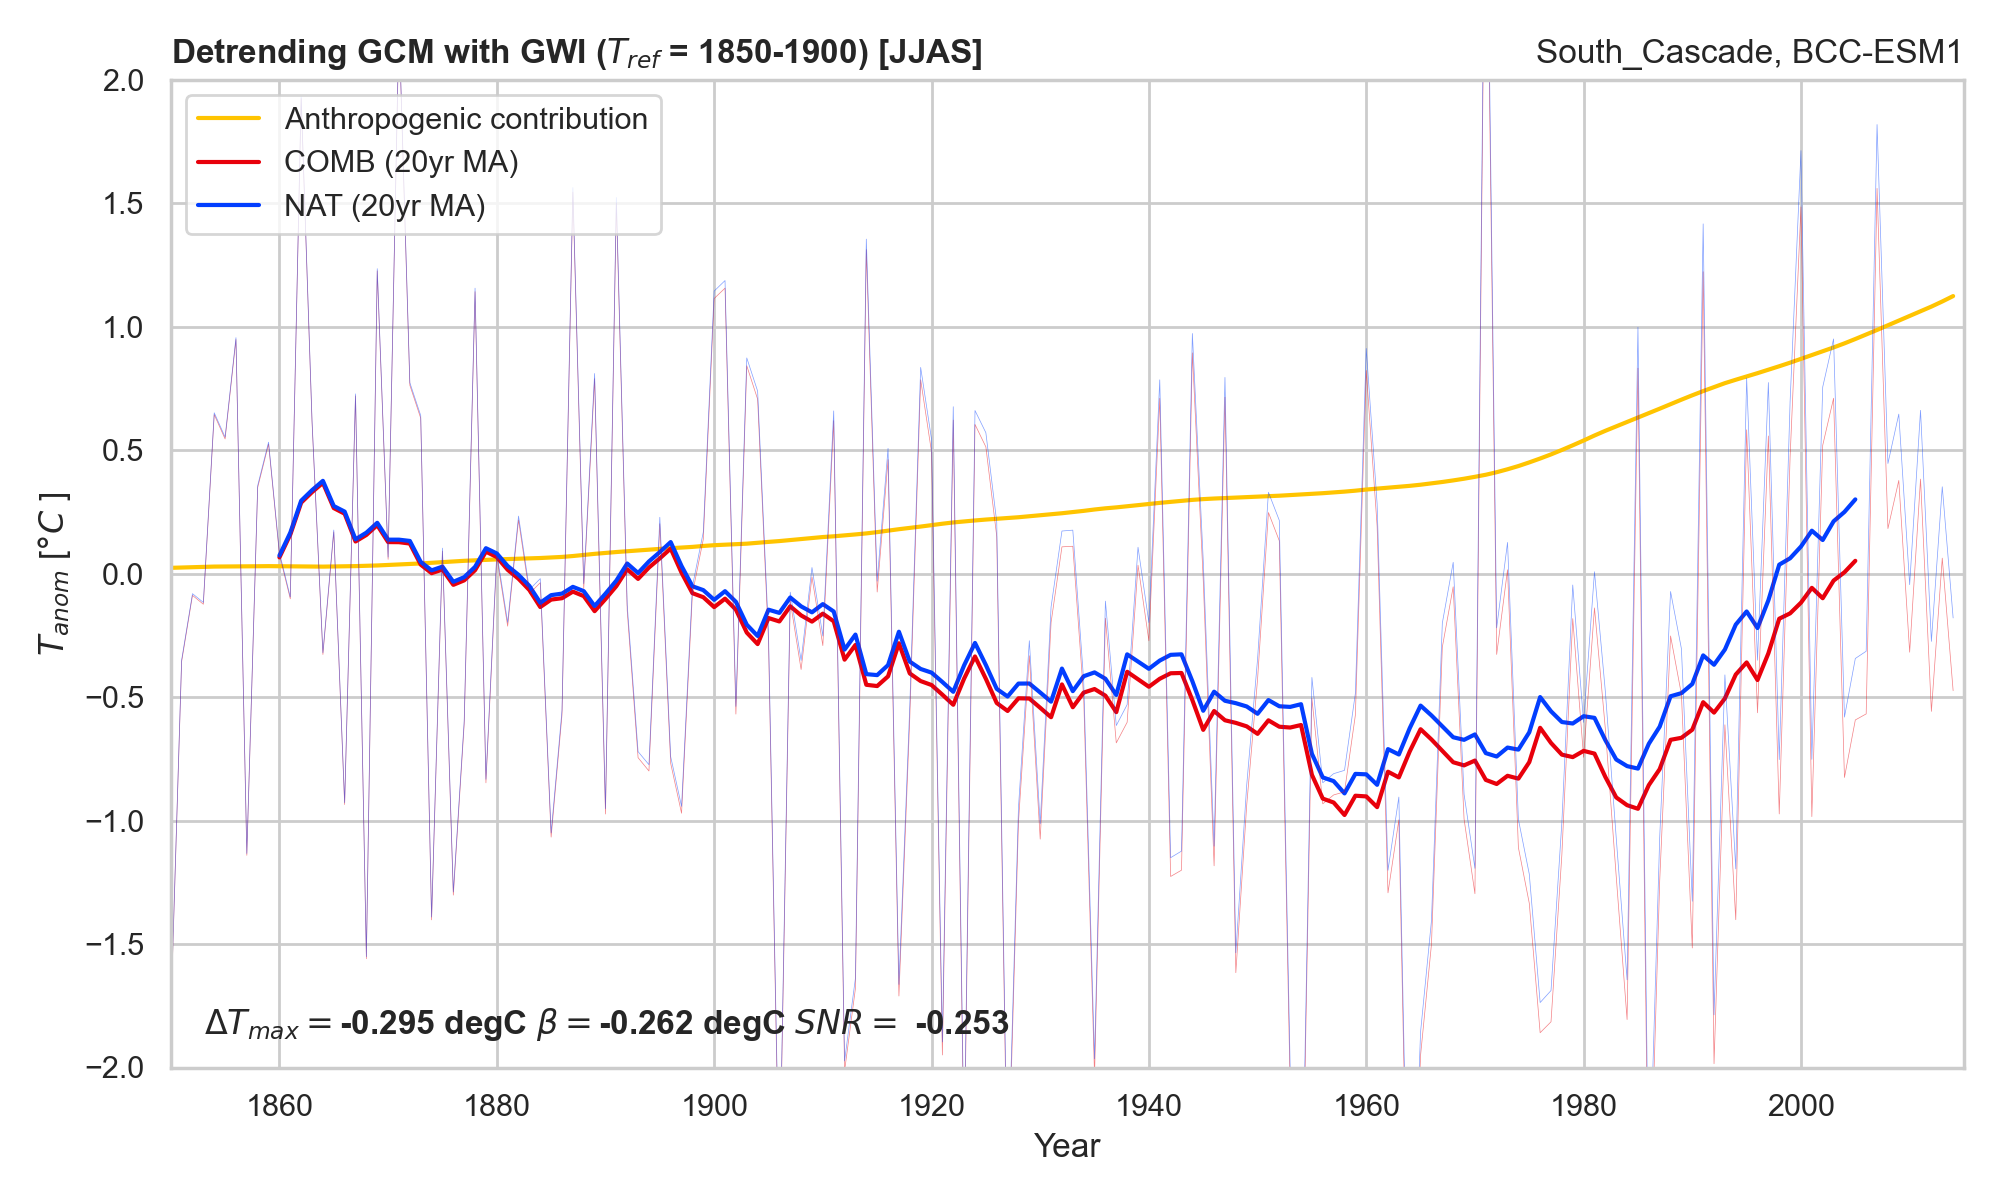 Detrending GCM with GWI (T_ref = 1850-1900) [JJAS]
South_Cascade, BCC-ESM1
Anthropogenic contribution
COMB (20yr MA)
NAT (20yr MA)
2.0
1.5
1.0
0.5
0.0
−0.5
−1.0
−1.5
−2.0
T_anom [°C]
ΔT_max = -0.295 degC β = -0.262 degC SNR = -0.253
1860 1880 1900 1920 1940 1960 1980 2000
Year